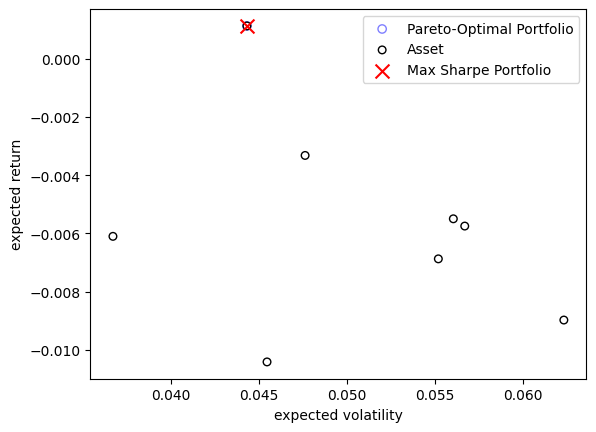 Pareto-Optimal Portfolio
Asset
Max Sharpe Portfolio
0.000
−0.002
−0.004
−0.006
−0.008
−0.010
expected return
0.040 0.045 0.050 0.055 0.060
expected volatility